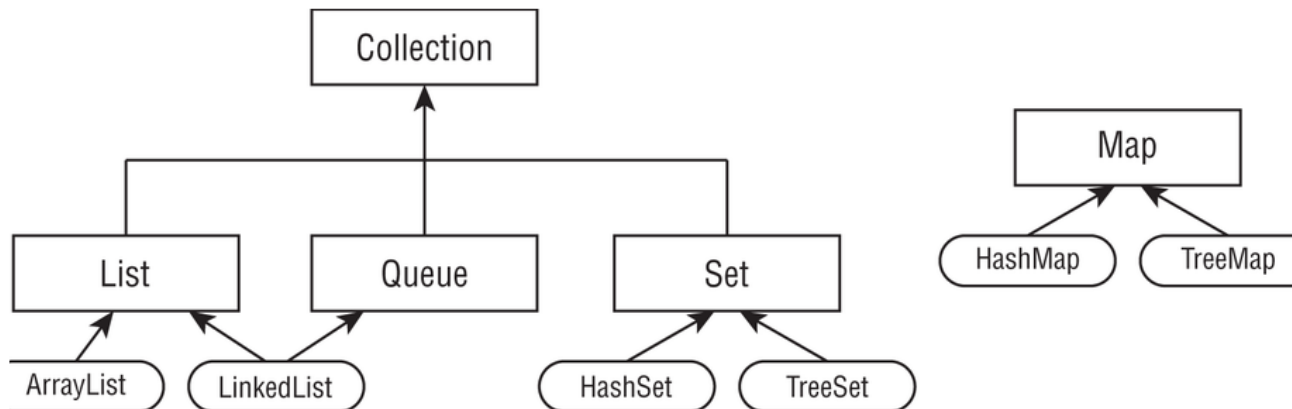 Collection
Map
List
Queue
Set
HashMap
TreeMap
ArrayList
LinkedList
HashSet
TreeSet